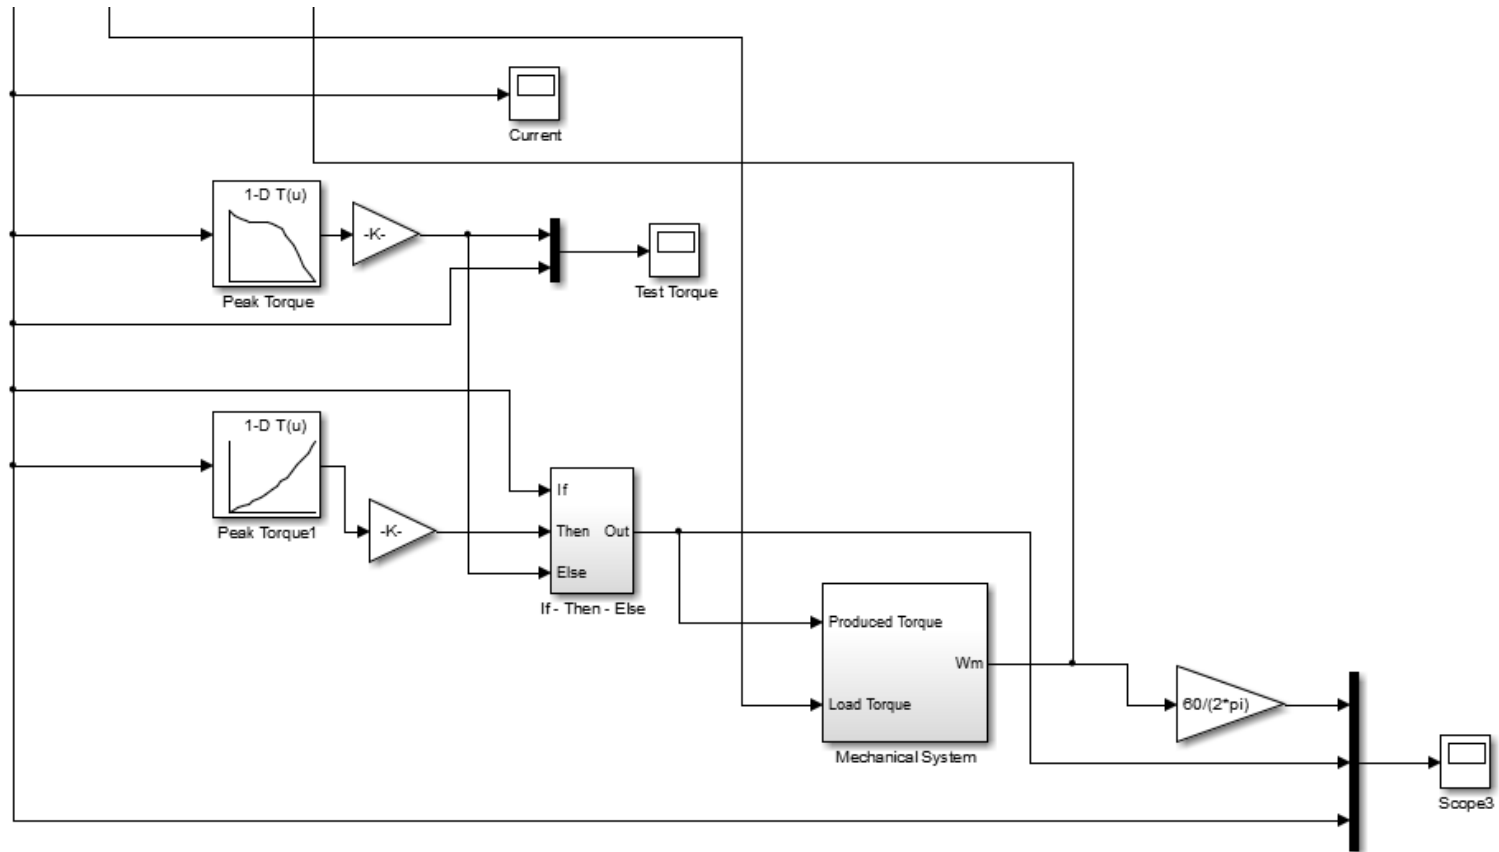 Current
1-D T(u)
-K-
Peak Torque
Test Torque
1-D T(u)
Peak Torque1
-K-
If
Then Out
Else
If - Then - Else
Produced Torque
Wm
Load Torque
Mechanical System
60/(2*pi)
Scope3